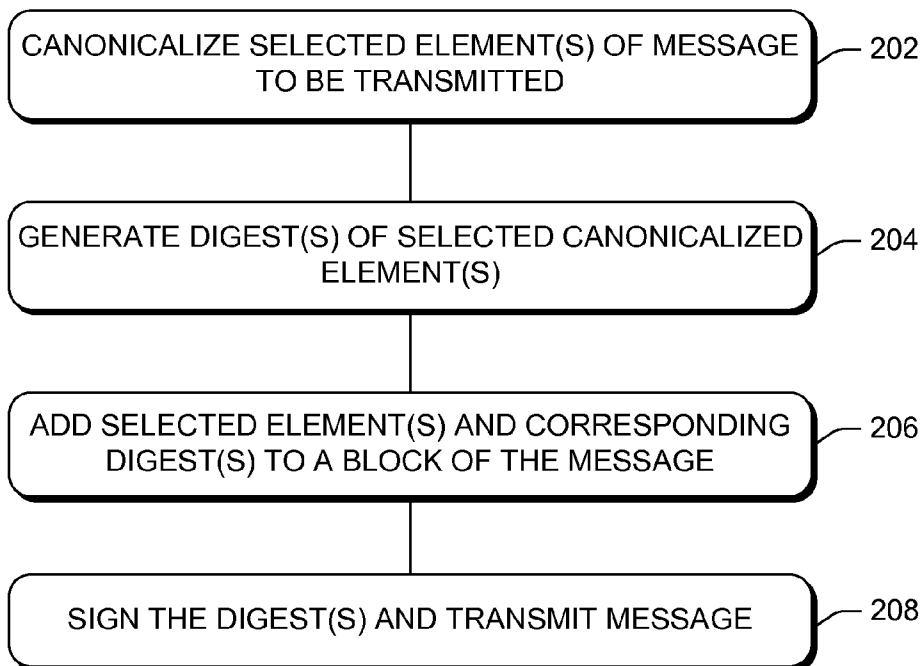 CANONICALIZE SELECTED ELEMENT(S) OF MESSAGE
TO BE TRANSMITTED
202
GENERATE DIGEST(S) OF SELECTED CANONICALIZED
ELEMENT(S)
204
ADD SELECTED ELEMENT(S) AND CORRESPONDING
DIGEST(S) TO A BLOCK OF THE MESSAGE
206
SIGN THE DIGEST(S) AND TRANSMIT MESSAGE
208